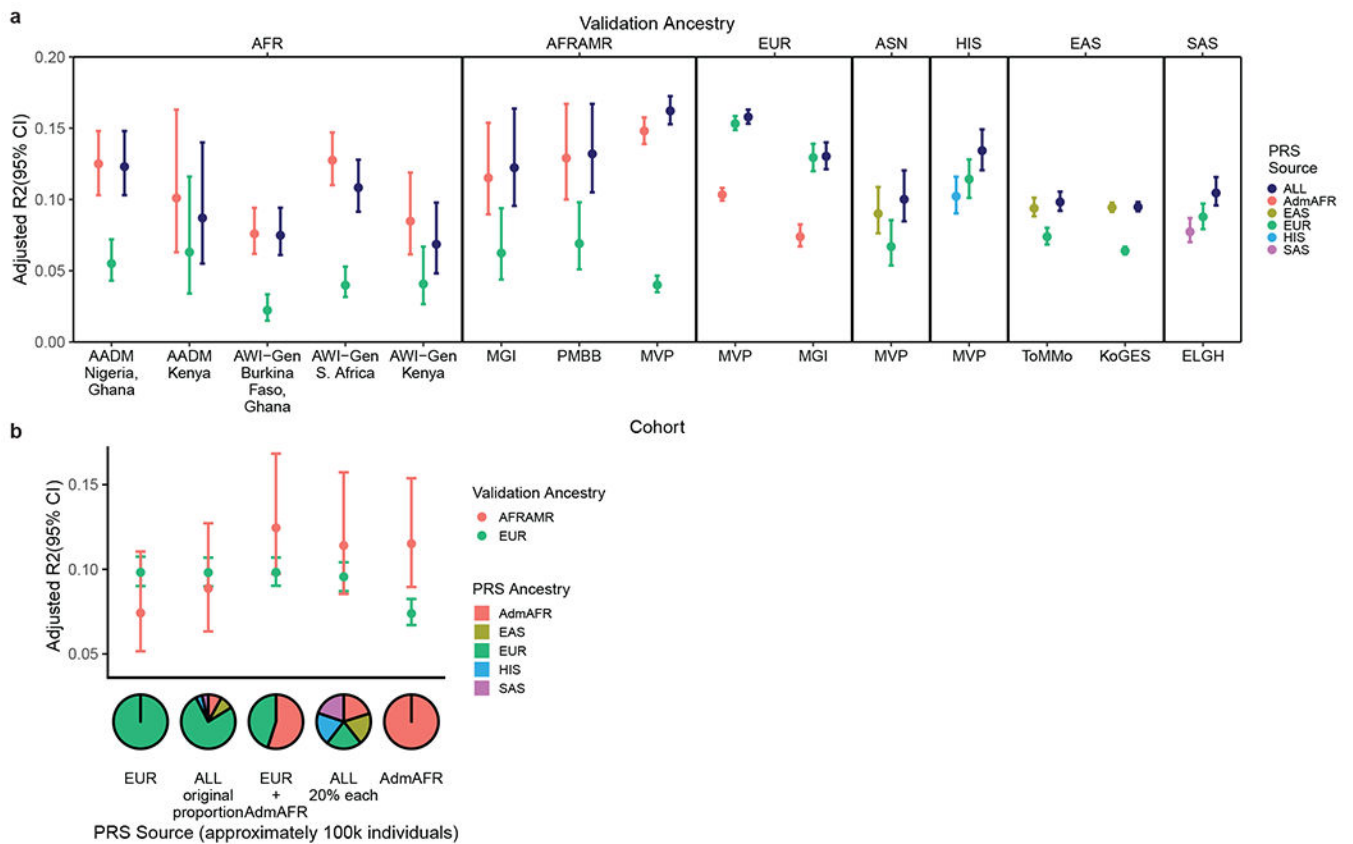 a
Validation Ancestry
AFR AFRAMR EUR ASN HIS EAS SAS
Adjusted R2(95% CI)
0.20
0.15
0.10
0.05
0.00
AADM
Nigeria,
Ghana
AADM
Kenya
AWI−Gen
Burkina
Faso,
Ghana
AWI−Gen
S. Africa
AWI−Gen
Kenya
MGI
PMBB
MVP
MVP
MGI
MVP
MVP
ToMMo
KoGES
ELGH
Cohort
PRS
Source
ALL
AdmAFR
EAS
EUR
HIS
SAS
b
Adjusted R2(95% CI)
0.15
0.10
0.05
EUR
ALL
original
proportion
EUR
+
AdmAFR
ALL
20% each
AdmAFR
PRS Source (approximately 100k individuals)
Validation Ancestry
AFRAMR
EUR
PRS Ancestry
AdmAFR
EAS
EUR
HIS
SAS